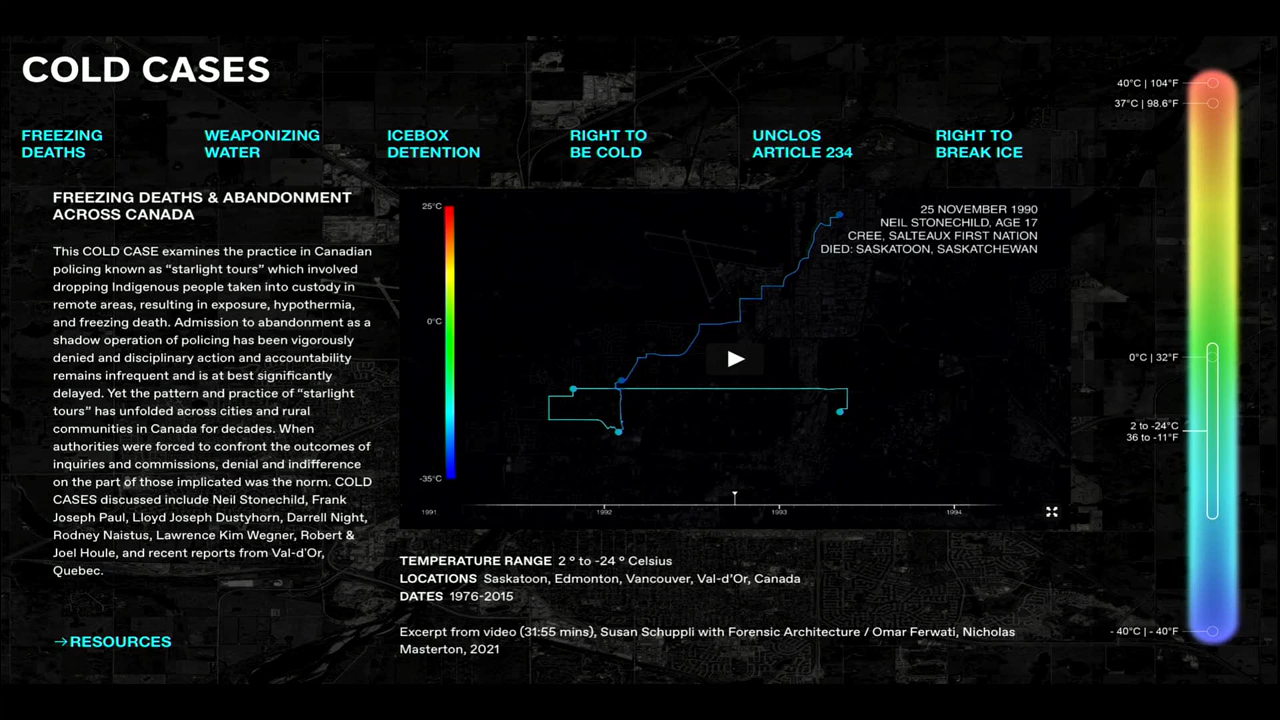 COLD CASES
FREEZING
DEATHS
WEAPONIZING
WATER
ICEBOX
DETENTION
RIGHT TO
BE COLD
UNCLOS
ARTICLE 234
RIGHT TO
BREAK ICE
FREEZING DEATHS & ABANDONMENT
ACROSS CANADA
This COLD CASE examines the practice in Canadian
policing known as “starlight tours” which involved
dropping Indigenous people taken into custody in
remote areas, resulting in exposure, hypothermia,
and freezing death. Admission to abandonment as a
shadow operation of policing has been vigorously
denied and disciplinary action and accountability
remains infrequent and is at best significantly
delayed. Yet the pattern and practice of “starlight
tours” has unfolded across cities and rural
communities in Canada for decades. When
authorities were forced to confront the outcomes of
inquiries and commissions, denial and indifference
on the part of those implicated was the norm. COLD
CASES discussed include Neil Stonechild, Frank
Joseph Paul, Lloyd Joseph Dustyhorn, Darrell Night,
Rodney Naistus, Lawrence Kim Wegner, Robert &
Joel Houle, and recent reports from Val-d’Or,
Quebec.
→RESOURCES
25°C
0°C
-35°C
25 NOVEMBER 1990
NEIL STONECHILD, AGE 17
CREE, SALTEAUX FIRST NATION
DIED: SASKATOON, SASKATCHEWAN
1991
1992
1993
1994
TEMPERATURE RANGE 2 ° to -24 ° Celsius
LOCATIONS Saskatoon, Edmonton, Vancouver, Val-d’Or, Canada
DATES 1976-2015
Excerpt from video (31:55 mins), Susan Schuppli with Forensic Architecture / Omar Ferwati, Nicholas
Masterton, 2021
40°C | 104°F
37°C | 98.6°F
0°C | 32°F
2 to -24°C
36 to -11°F
- 40°C | - 40°F